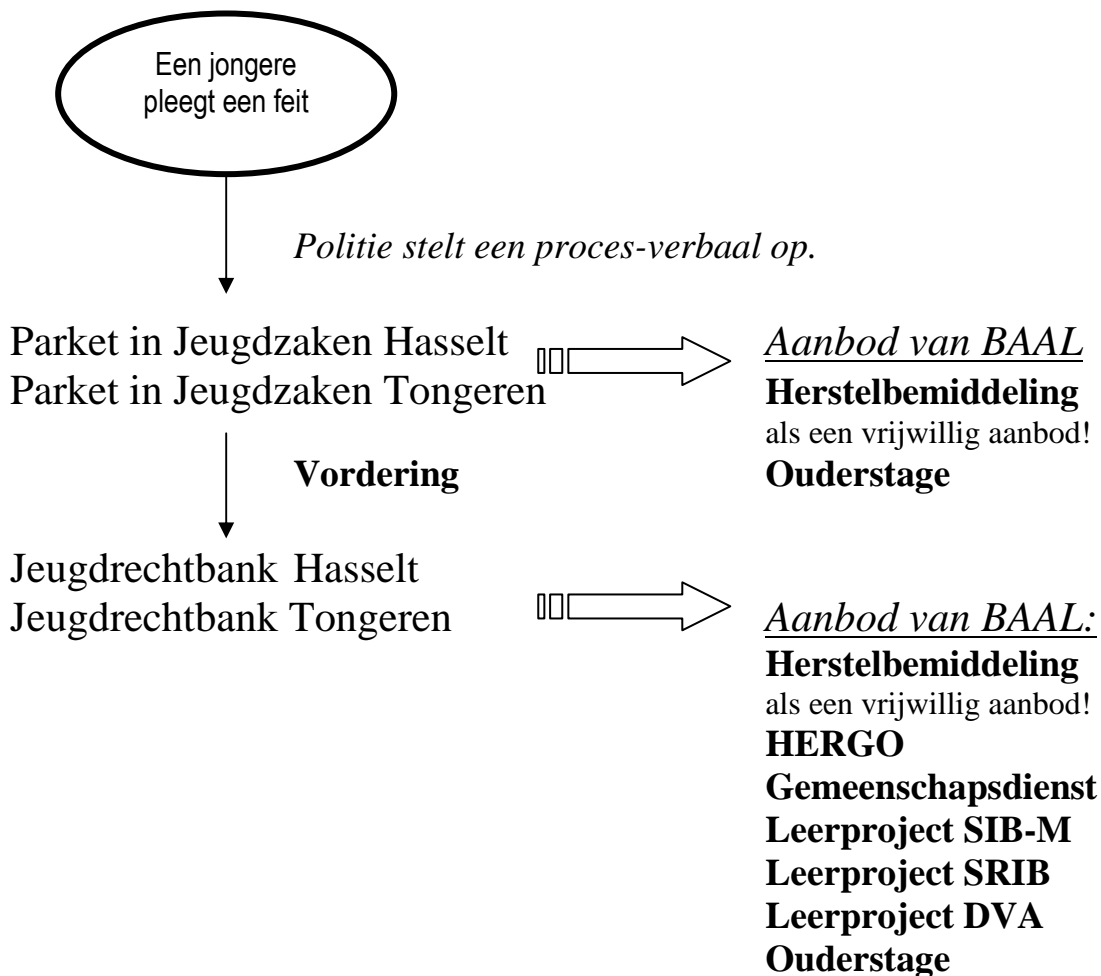 Een jongere
pleegt een feit
Politie stelt een proces-verbaal op.
Parket in Jeugdzaken Hasselt
Parket in Jeugdzaken Tongeren
Aanbod van BAAL
Herstelbemiddeling
als een vrijwillig aanbod!
Ouderstage
Vordering
Jeugdrechtbank Hasselt
Jeugdrechtbank Tongeren
Aanbod van BAAL:
Herstelbemiddeling
als een vrijwillig aanbod!
HERGO
Gemeenschapsdienst
Leerproject SIB-M
Leerproject SRIB
Leerproject DVA
Ouderstage